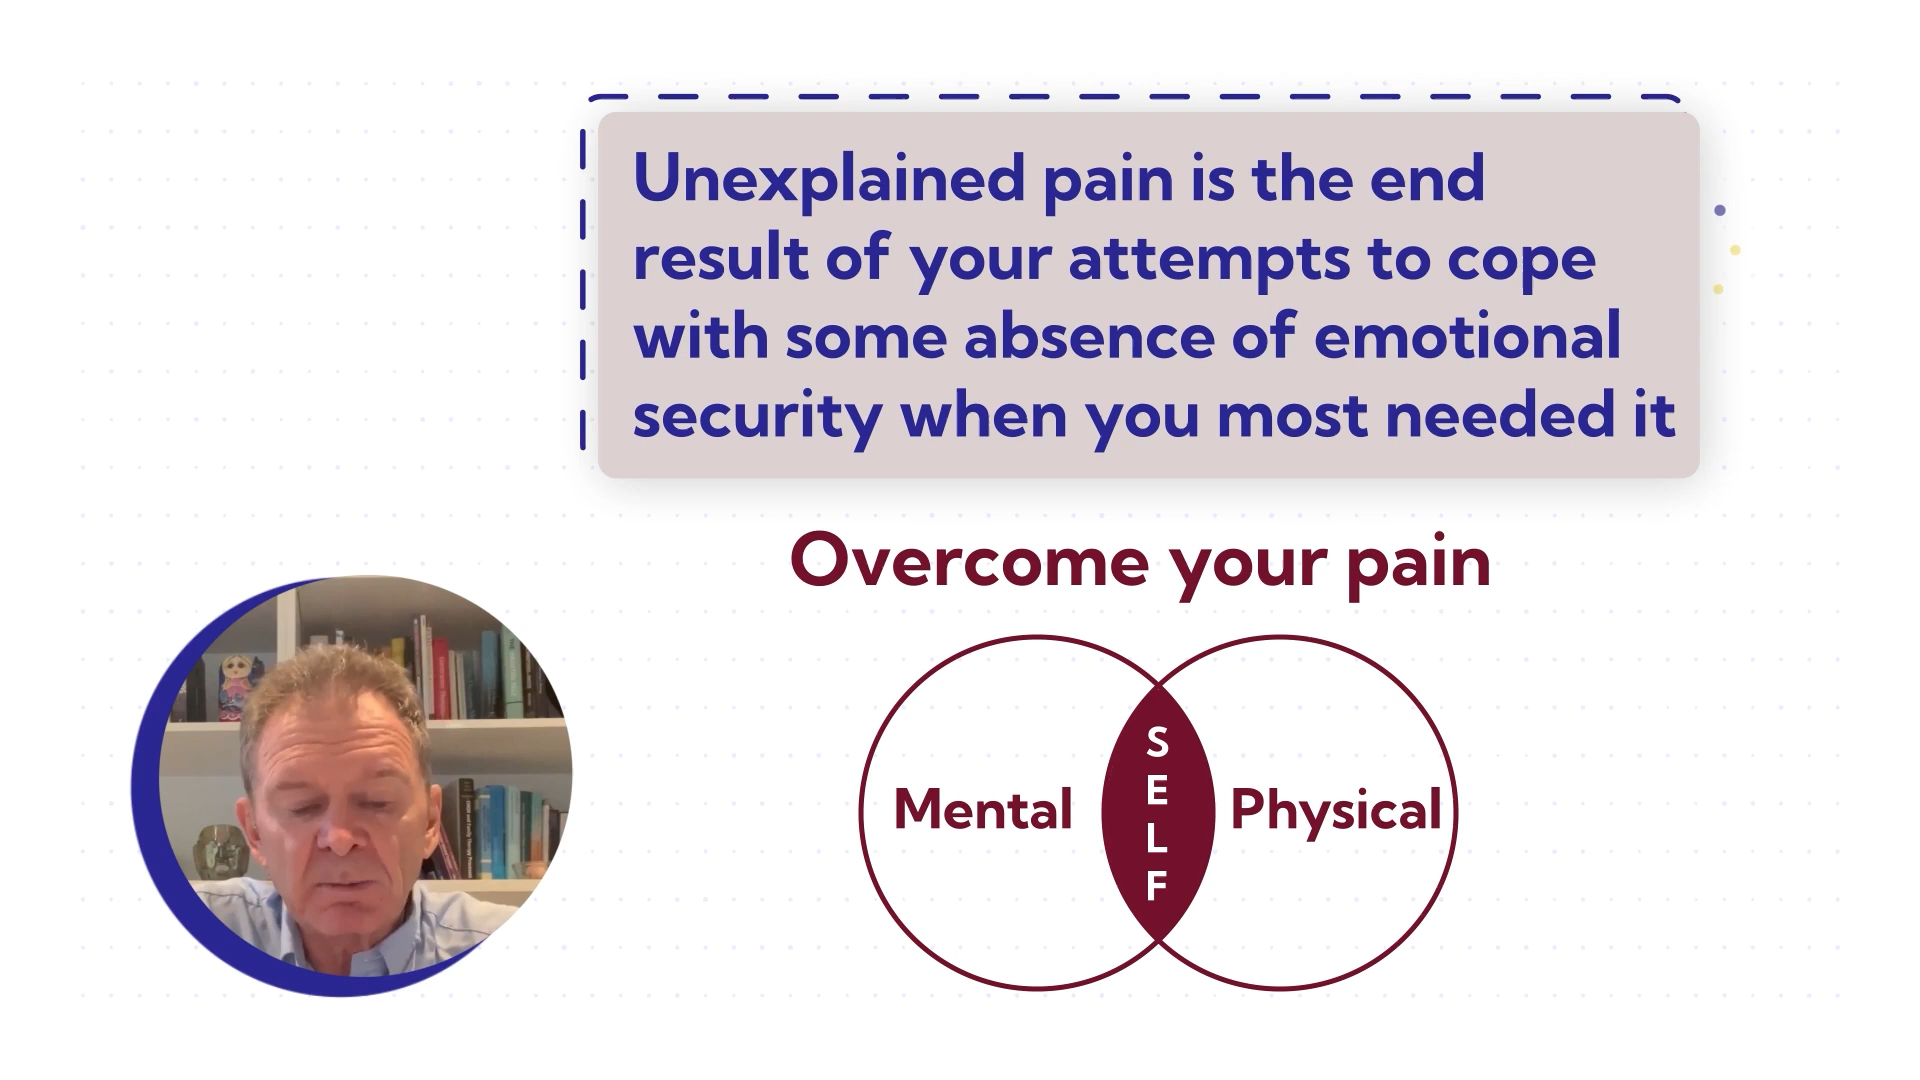 Unexplained pain is the end
result of your attempts to cope
with some absence of emotional
security when you most needed it
Overcome your pain
Mental
SELF
Physical